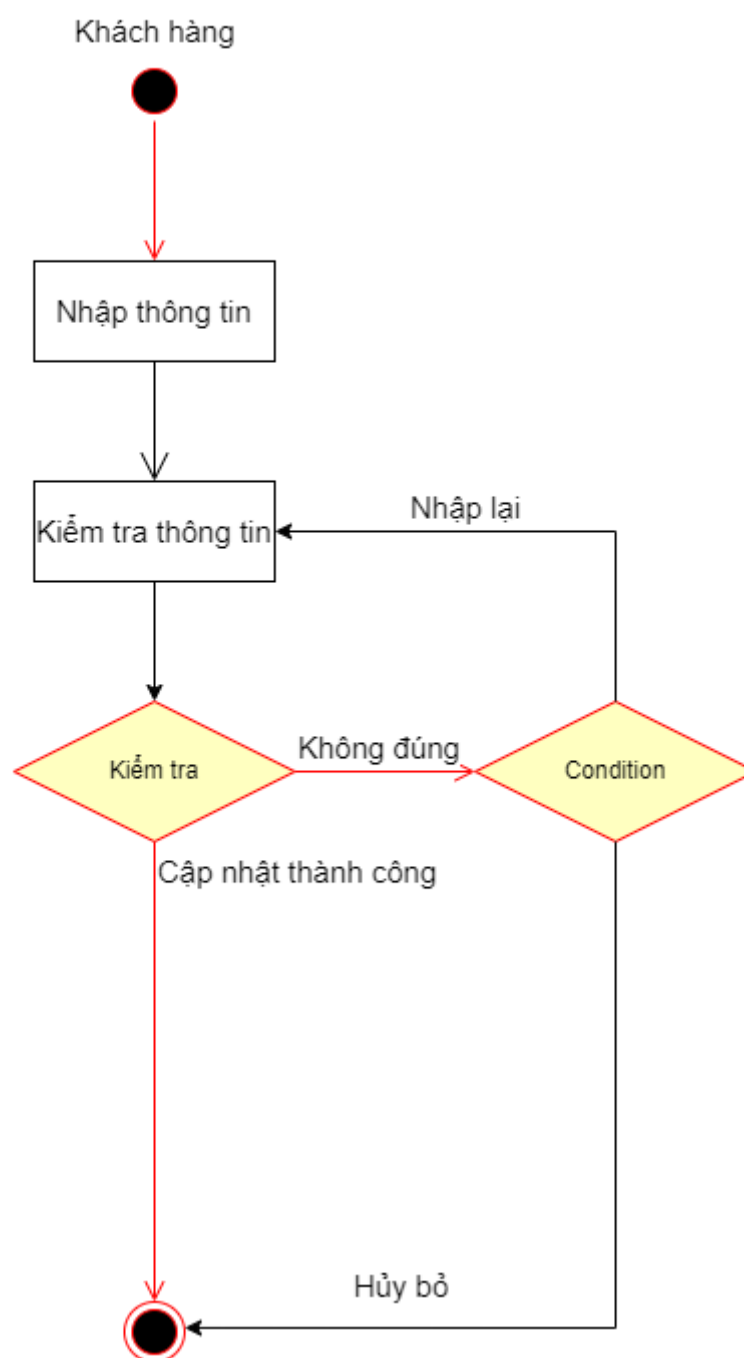 Khách hàng
Nhập thông tin
Nhập lại
Kiểm tra thông tin
Kiểm tra
Không đúng
Condition
Cập nhật thành công
Hủy bỏ